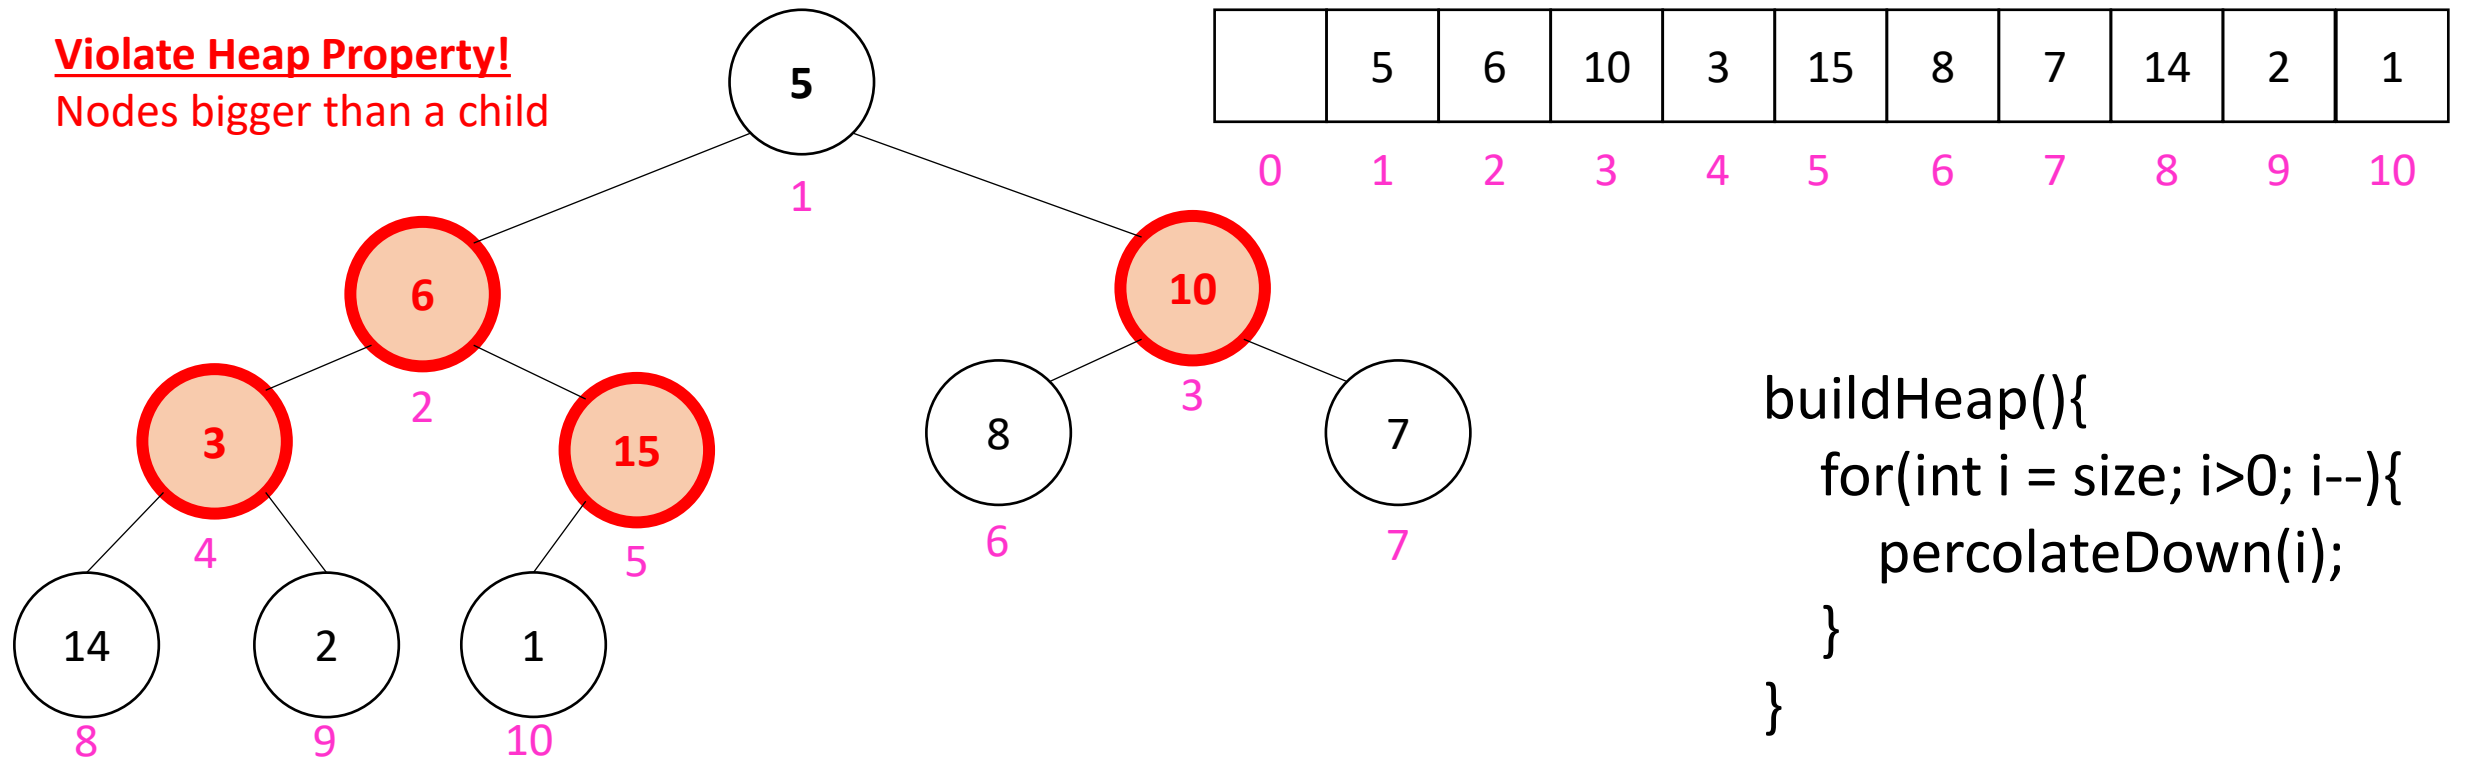 Violate Heap Property!
Nodes bigger than a child
5 6 10 3 15 8 7 14 2 1
0 1 2 3 4 5 6 7 8 9 10
5
1
6 10
2 3
3 15 8 7
4 5 6 7
14 2 1
8 9 10
buildHeap(){
for(int i = size; i>0; i--){
percolateDown(i);
}
}